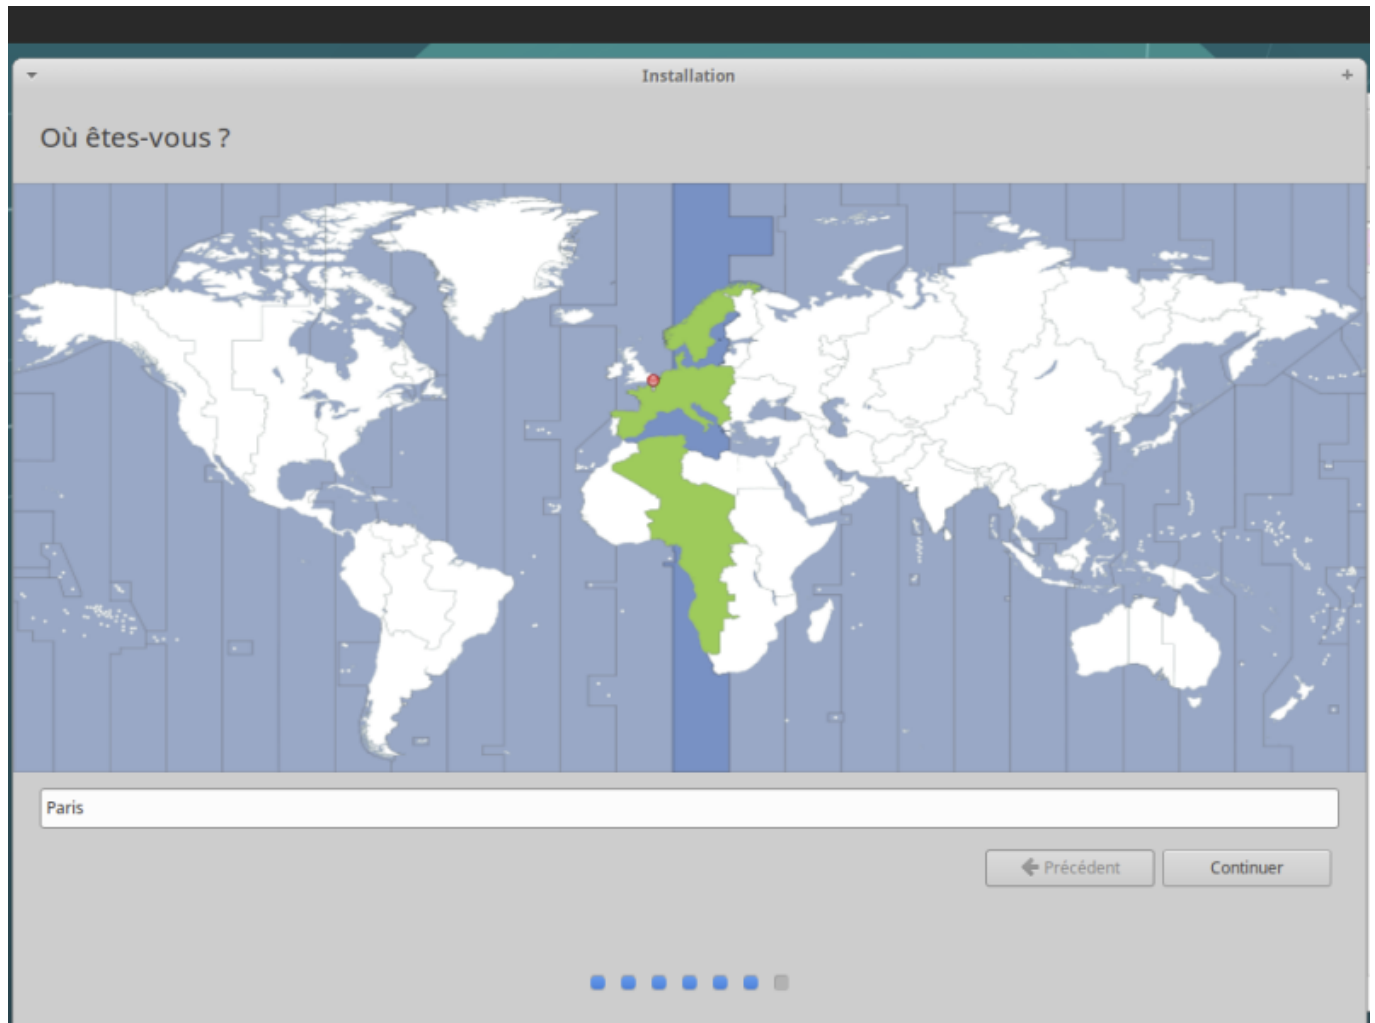 Installation
Où êtes-vous ?
Paris
Précédent
Continuer